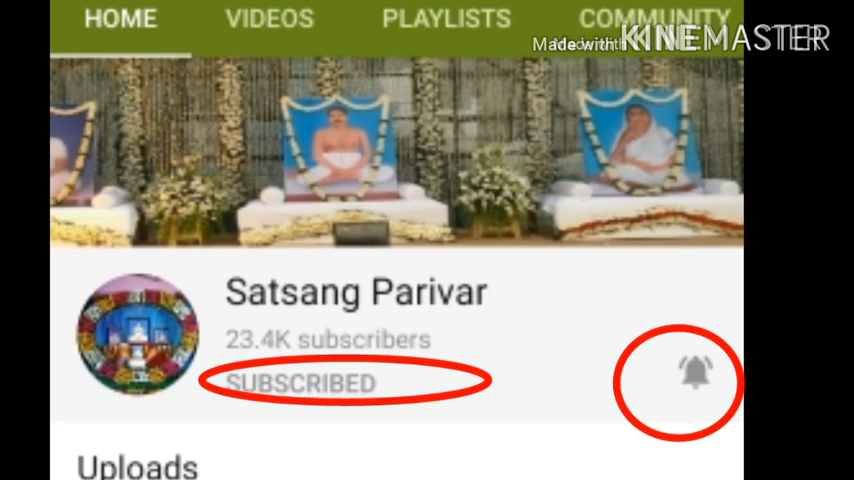 HOME VIDEOS PLAYLISTS COMMUNITY
Made with KINEMASTER
Satsang Parivar
23.4K subscribers
SUBSCRIBED
Uploads